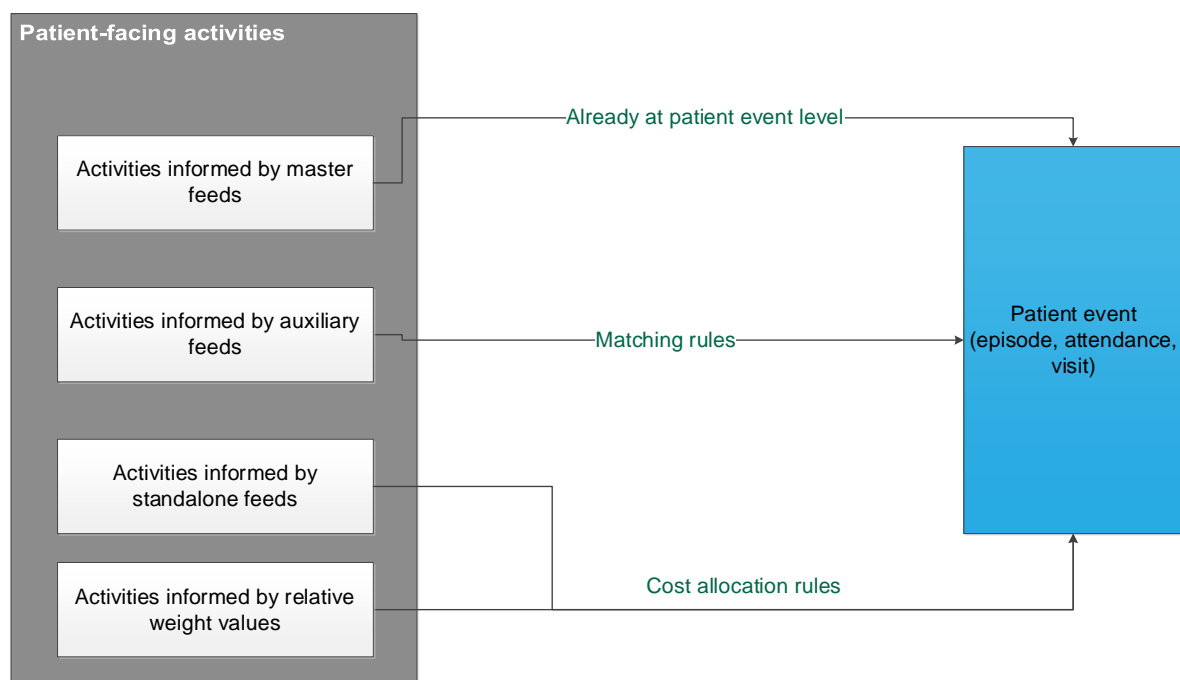 Patient-facing activities
Activities informed by master
feeds
Already at patient event level
Activities informed by auxiliary
feeds
Matching rules
Patient event
(episode, attendance,
visit)
Activities informed by
standalone feeds
Cost allocation rules
Activities informed by relative
weight values